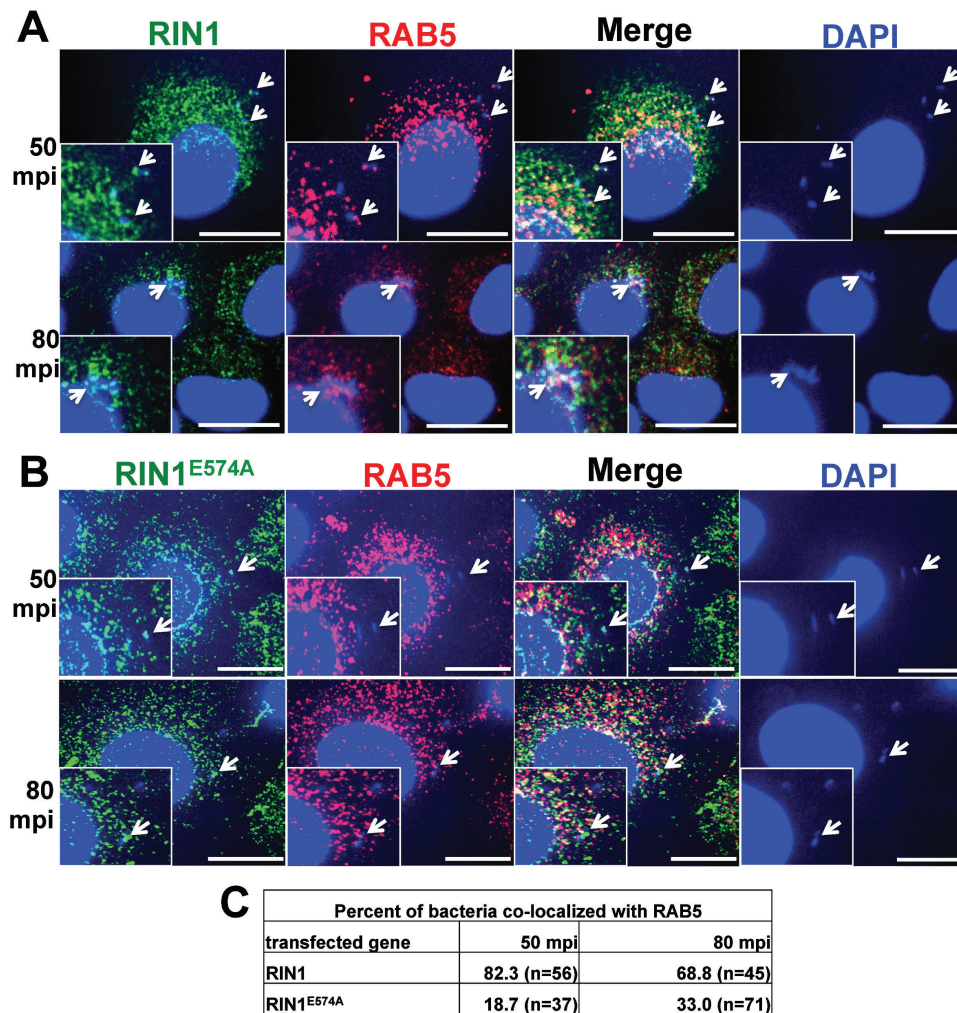 A
RIN1 RAB5 Merge DAPI
50
mpi
80
mpi
B
RIN1E574A RAB5 Merge DAPI
50
mpi
80
mpi
C
Percent of bacteria co-localized with RAB5
transfected gene 50 mpi 80 mpi
RIN1 82.3 (n=56) 68.8 (n=45)
RIN1E574A 18.7 (n=37) 33.0 (n=71)